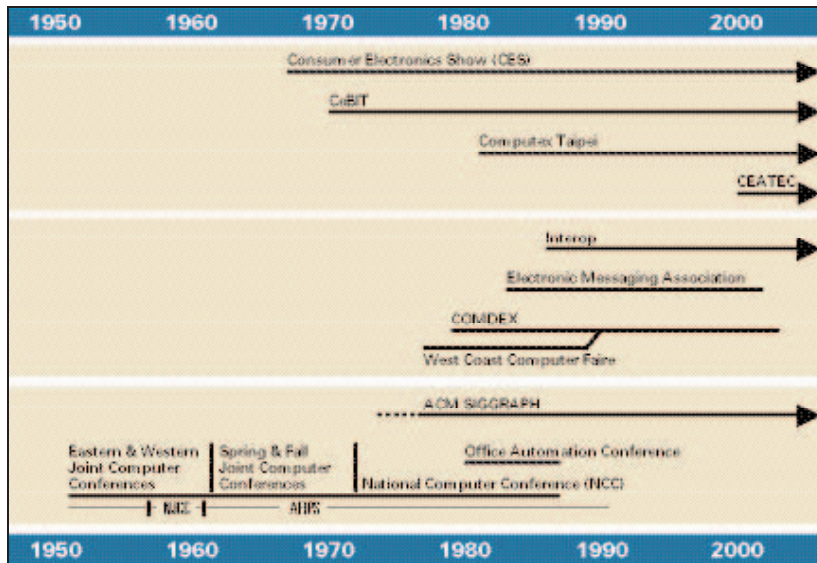 1950 1960 1970 1980 1990 2000
Consumer Electronics Show (CES)
CeBIT
Computex Taipei
CEATEC
Interop
Electronic Messaging Association
COMDEX
West Coast Computer Faire
ACM SIGGRAPH
Eastern & Western
Joint Computer
Conferences
Spring & Fall
Joint Computer
Conferences
Office Automation Conference
National Computer Conference (NCC)
NJCC
AFIPS
1950 1960 1970 1980 1990 2000